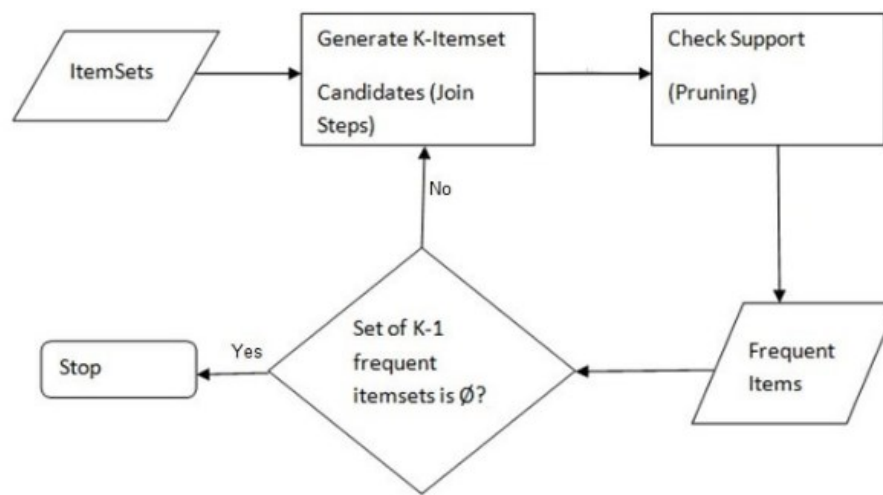 ItemSets
Generate K-Itemset
Candidates (Join
Steps)
Check Support
(Pruning)
No
Set of K-1
frequent
itemsets is Ø?
Yes
Stop
Frequent
Items